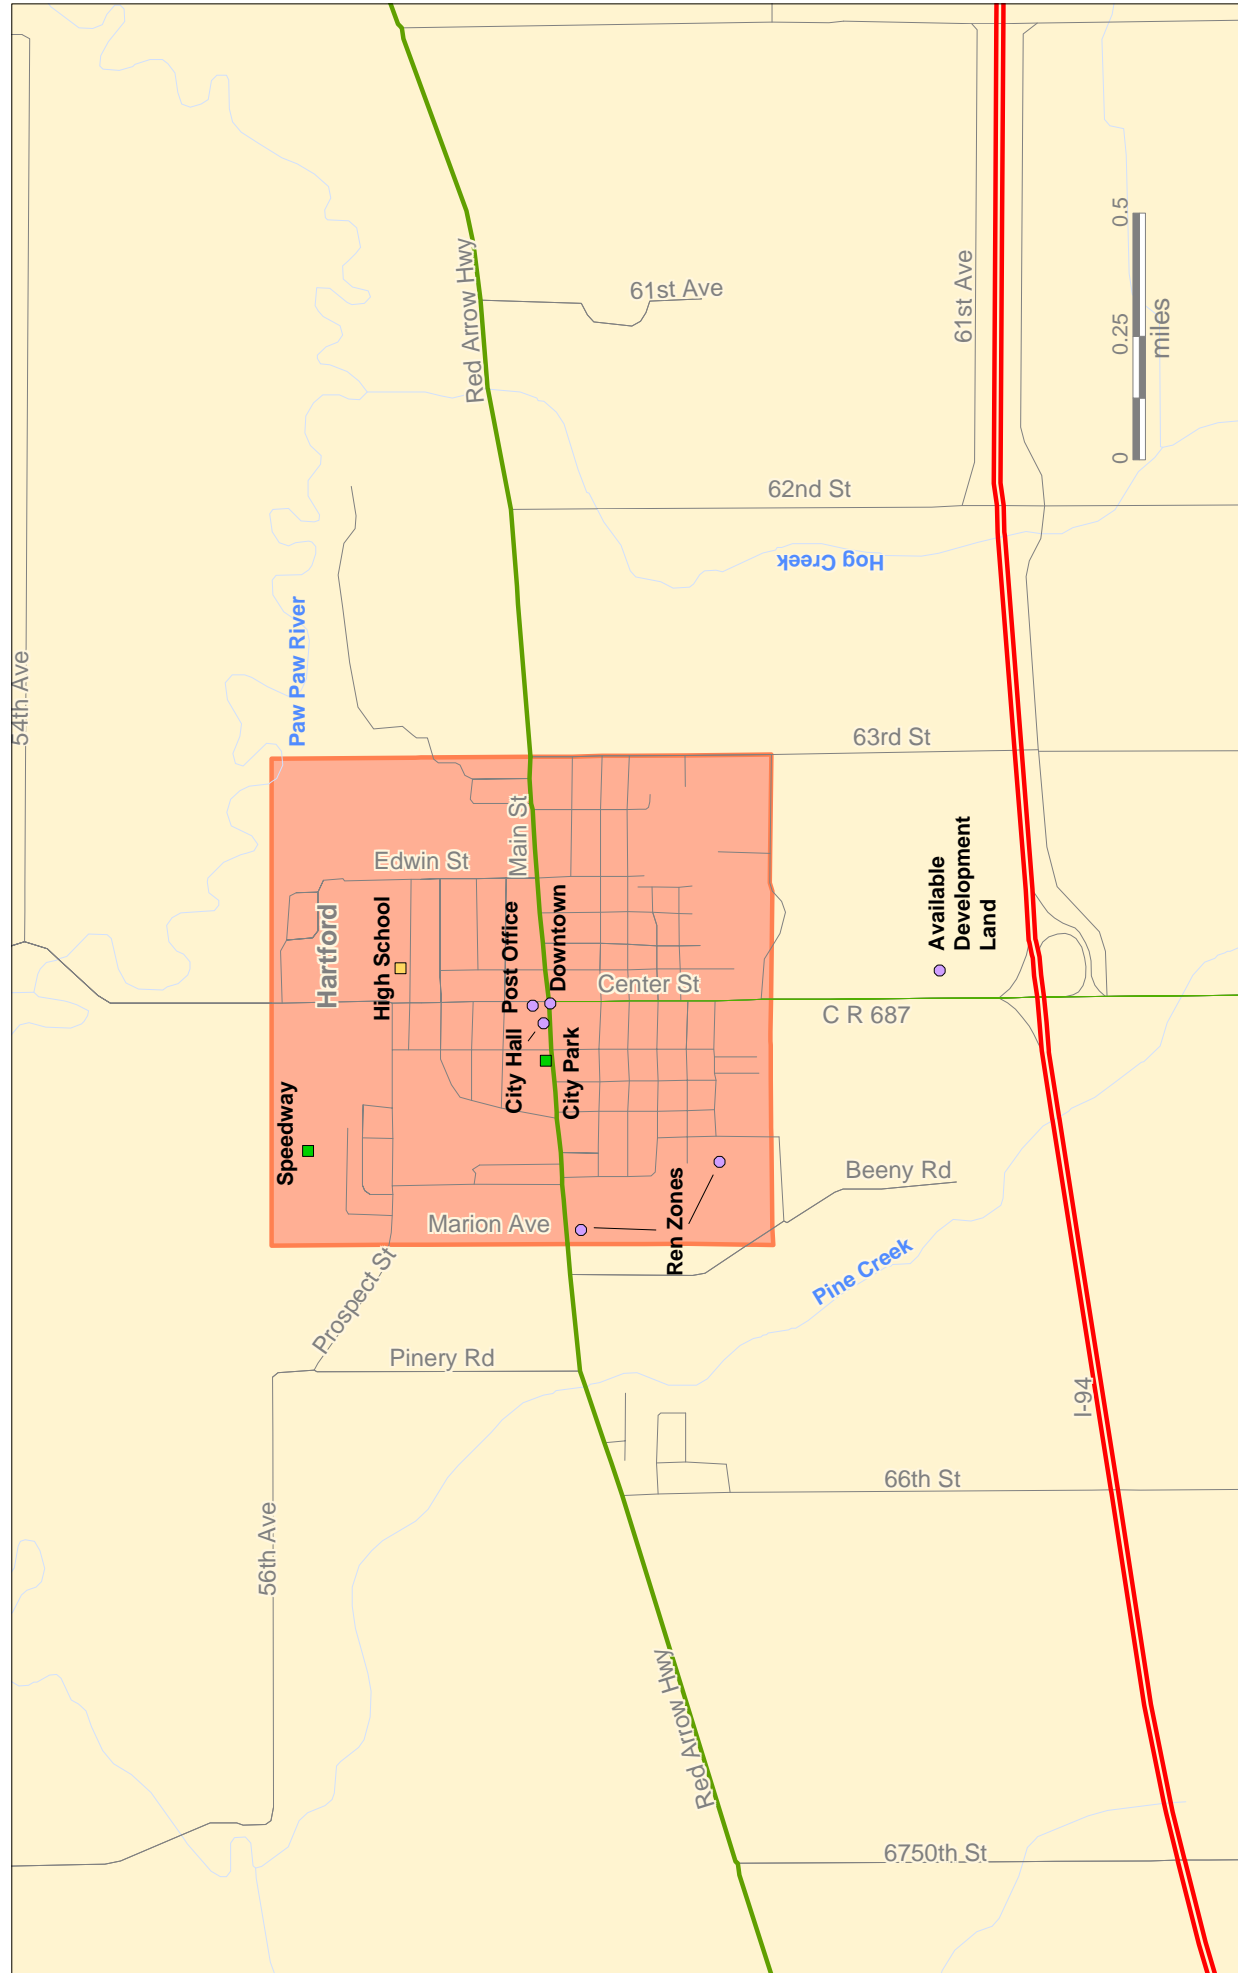 54th Ave
Paw Paw River
Red Arrow Hwy
61st Ave
61st Ave
0
0.25
0.5
miles
62nd St
Hog Creek
63rd St
Edwin St
Main St
Hartford
High School
Post Office
Downtown
Center St
C R 687
Available
Development
Land
City Hall
City Park
Speedway
Marion Ave
Ren Zones
Beeny Rd
Prospect St
Pinery Rd
Pine Creek
I-94
56th Ave
66th St
Red Arrow Hwy
6750th St